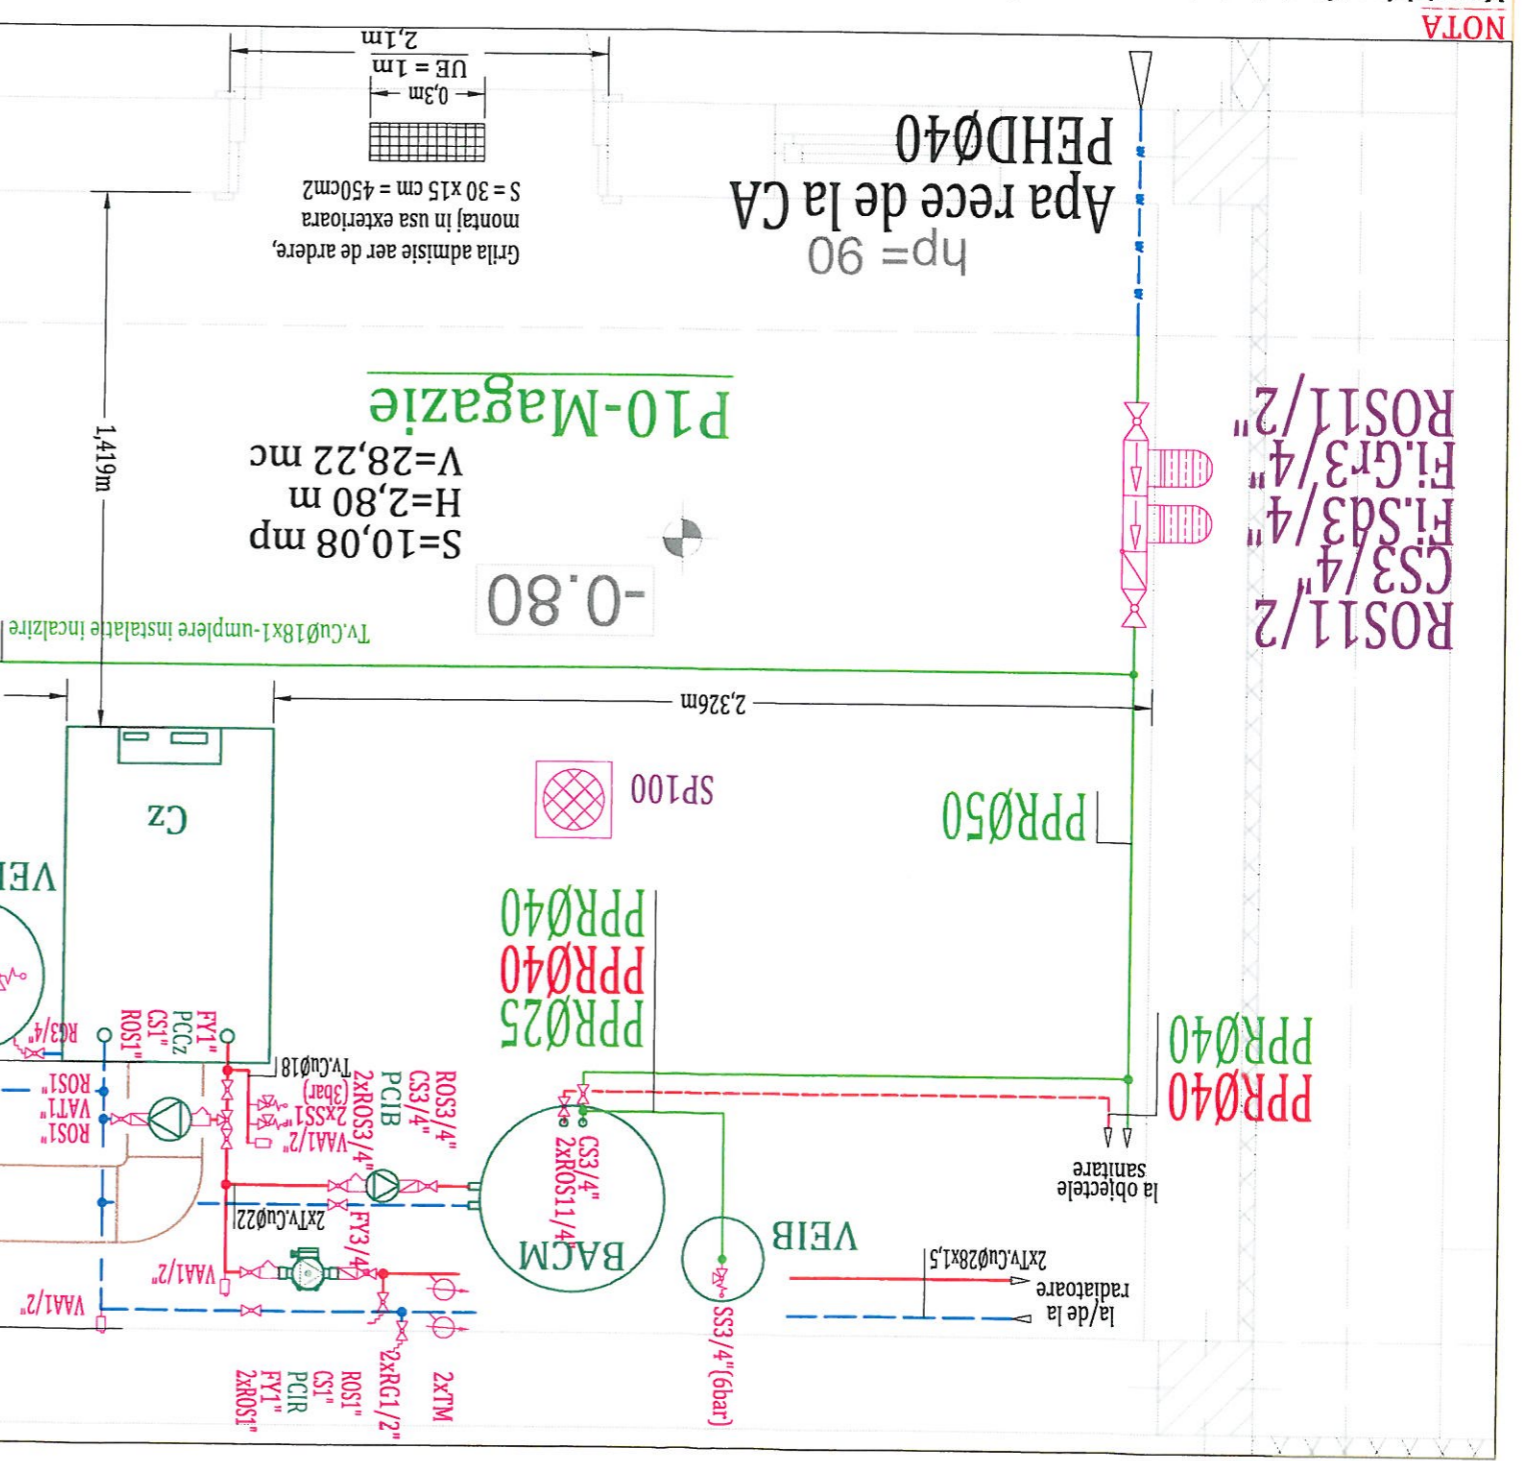 NOTA
2,1m
UE = 1m
0,3m
Grila admisie aer de ardere,
montaj in usa exterioara
S = 30 x15 cm = 450cm2
hp= 90
Apa rece de la CA
PEHDØ40
1,419m
P10-Magazie
S=10,08 mp
H=2,80 m
V=28,22 mc
-0.80
ROS11/2
CS3/4"
Fi.Sd3/4"
Fi.Gr3/4"
ROS11/2"
Tv.CuØ18x1-umplere instalatie incalzire
2,326m
Cz
SP100
PPRØ50
PPRØ25
PPRØ40
PPRØ40
PPRØ40
PPRØ40
la obiectele
sanitare
FY1"
PCCz
CS1"
ROS1"
RG3/4"
ROS1"
VAT1"
ROS1"
Tv.CuØ18
2xSS1"
(3bar)
VAA1/2"
ROS3/4"
CS3/4"
PCIB
2xROS3/4"
FY3/4
2xTv.CuØ22
VAA1/2"
VAA1/2"
CS3/4"
2xROS11/4"
BACM
VEIB
SS3/4"(6bar)
la/de la
radiatoare
2xTv.CuØ28x1,5
2xTM
2xRG1/2"
ROS1"
CS1"
PCIR
FY1"
2xROS1"